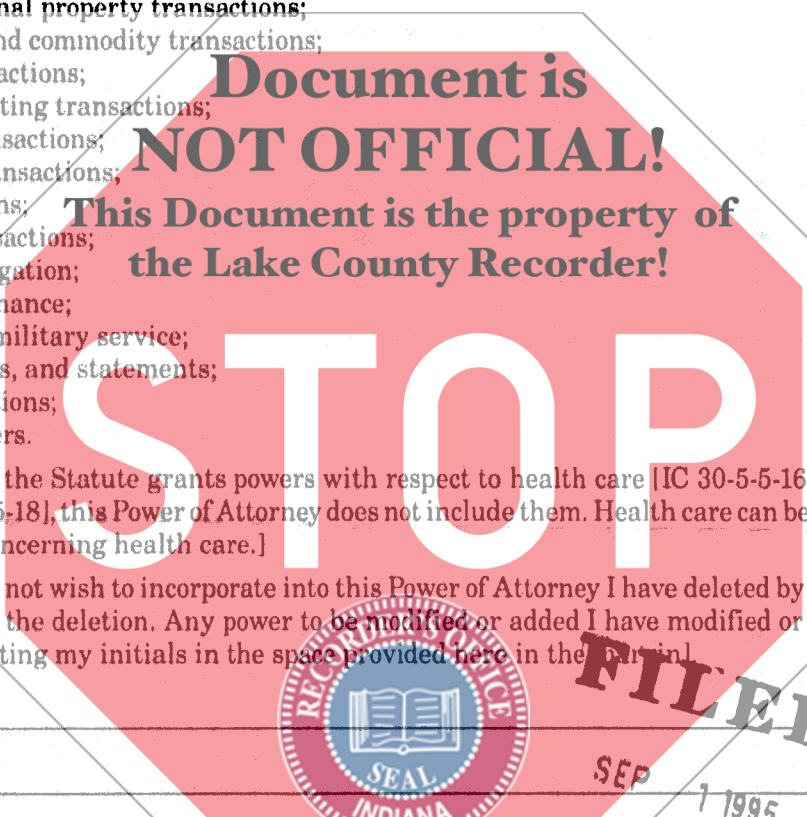 nal property transactions;
nd commodity transactions;
actions;
Document is
ting transactions;
sactions;
NOT OFFICIAL!
nsactions;
ns;
This Document is the property of
sactions;
the Lake County Recorder!
gation;
nance;
military service;
STOP
s, and statements;
ions;
ers.
the Statute grants powers with respect to health care [IC 30-5-5-16
5-18], this Power of Attorney does not include them. Health care can be
ncerning health care.]
not wish to incorporate into this Power of Attorney I have deleted by
the deletion. Any power to be modified or added I have modified or
ting my initials in the space provided here in the
FILE
RECORDER'S OFFICE
SEAL
INDIANA
SEP 7 1995